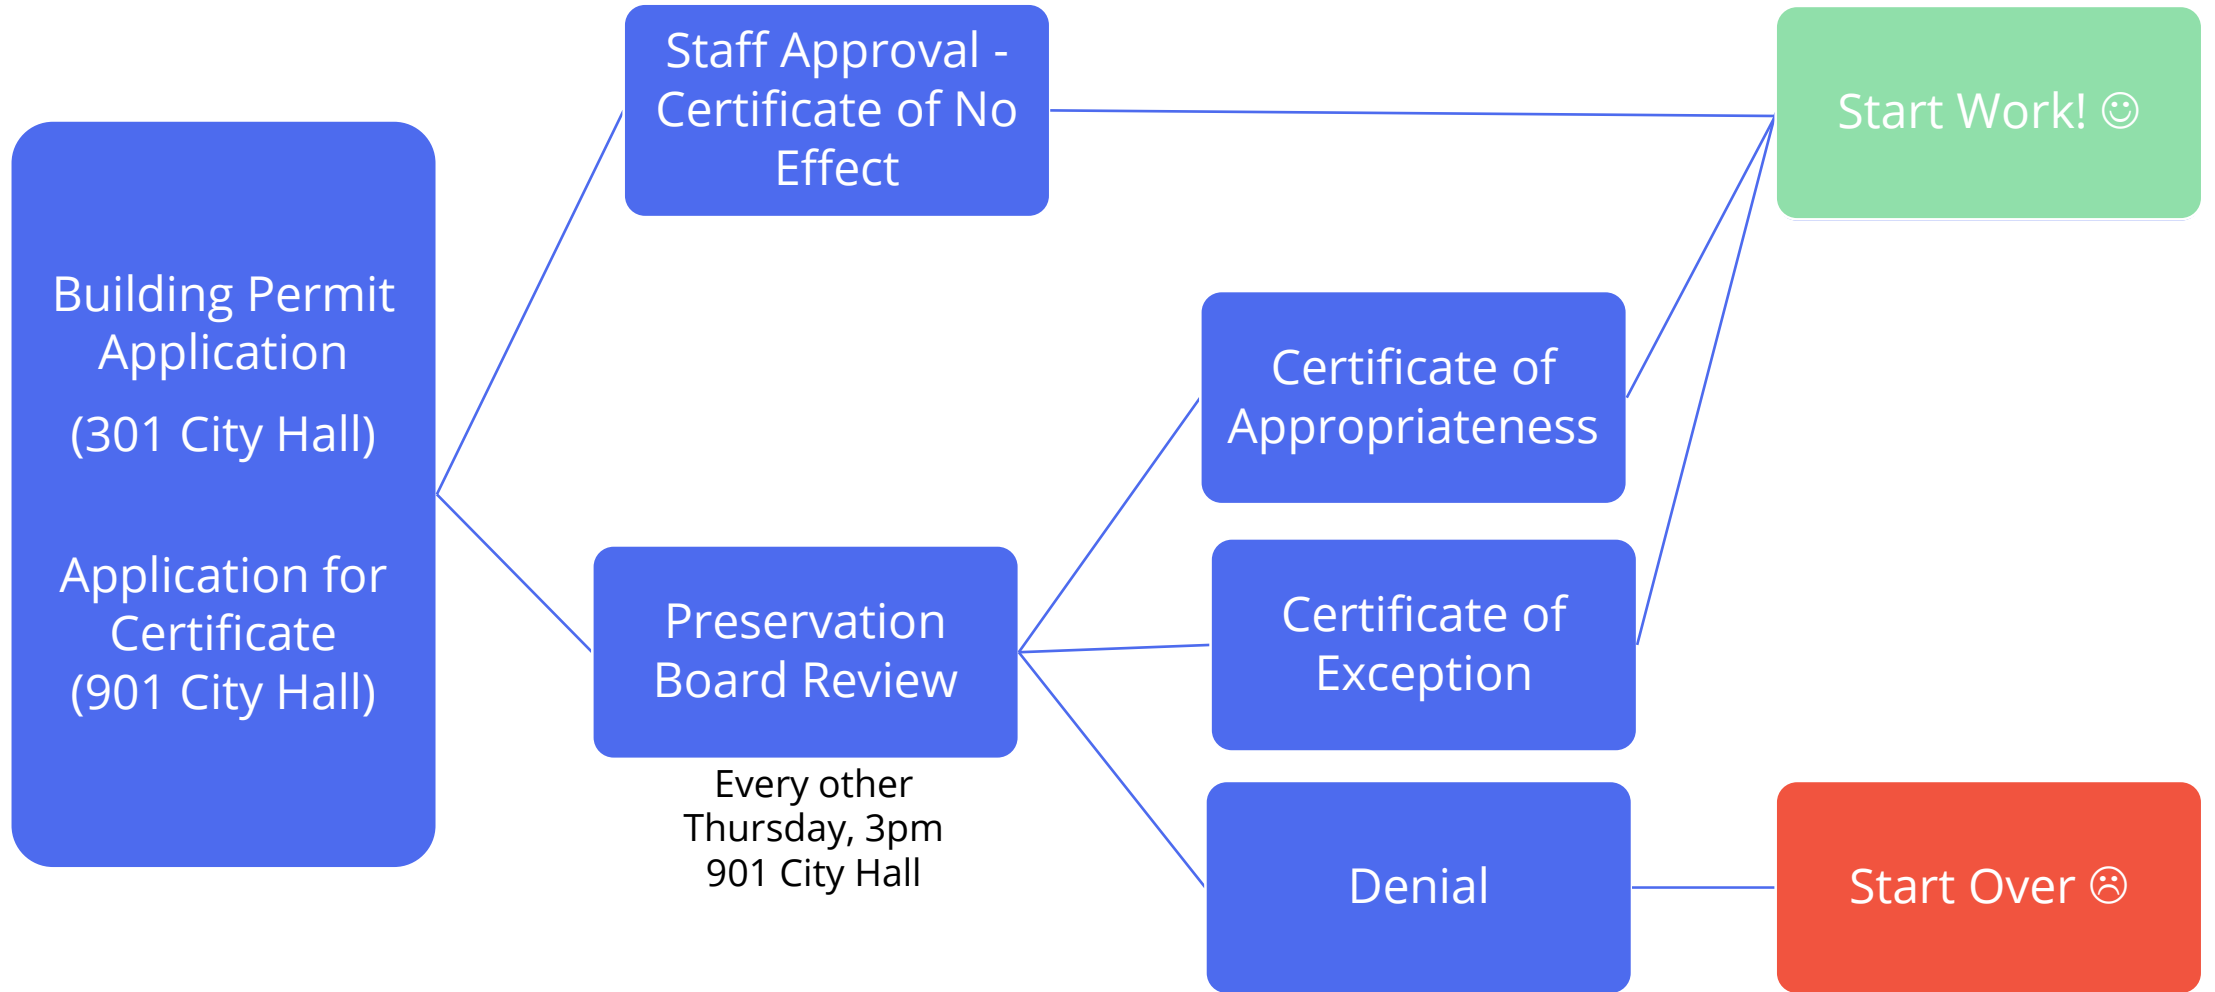 Building Permit
Application
(301 City Hall)
Application for
Certificate
(901 City Hall)
Staff Approval -
Certificate of No
Effect
Preservation
Board Review
Every other
Thursday, 3pm
901 City Hall
Certificate of
Appropriateness
Certificate of
Exception
Denial
Start Work! ☺
Start Over ☹